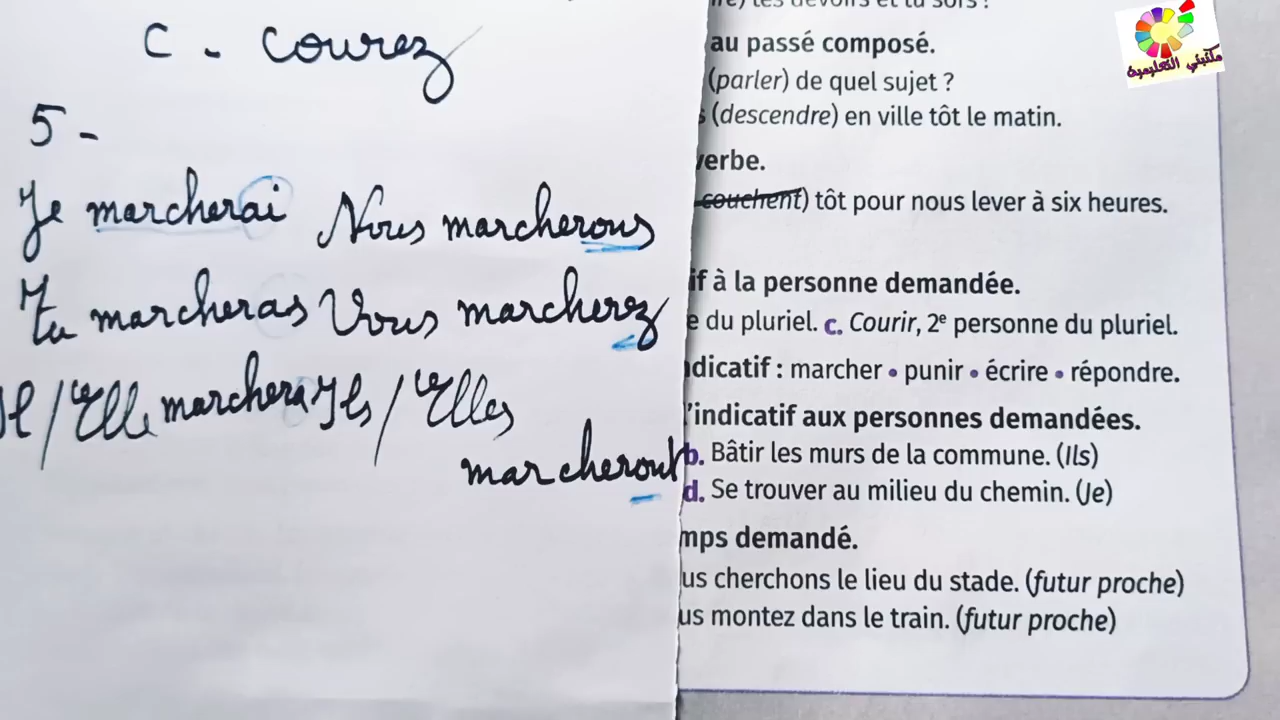 c - courez
5 -
Je marcherai Nous marcherons
Tu marcheras Vous marcherez
Il / Elle marchera Ils / Elles
marcheront
au passé composé.
(parler) de quel sujet ?
s (descendre) en ville tôt le matin.
verbe.
couchent) tôt pour nous lever à six heures.
if à la personne demandée.
e du pluriel. c. Courir, 2e personne du pluriel.
ndicatif : marcher • punir • écrire • répondre.
l'indicatif aux personnes demandées.
b. Bâtir les murs de la commune. (Ils)
d. Se trouver au milieu du chemin. (Je)
mps demandé.
us cherchons le lieu du stade. (futur proche)
us montez dans le train. (futur proche)
مكتبتي التعليمية